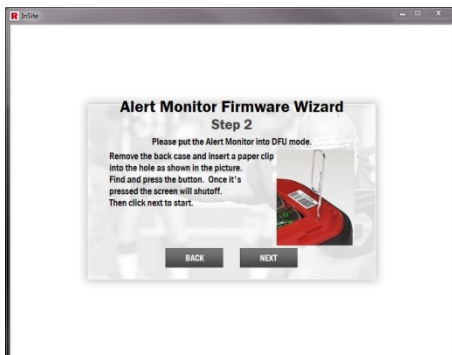 R InSite
Alert Monitor Firmware Wizard
Step 2
Please put the Alert Monitor into DFU mode.
Remove the back case and insert a paper clip
into the hole as shown in the picture.
Find and press the button. Once it's
pressed the screen will shutoff.
Then click next to start.
BACK NEXT